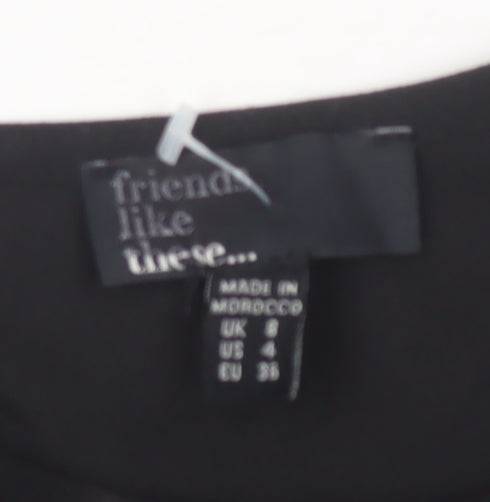 friends
like
these...
MADE IN
MOROCCO
UK 8
US 4
EU 36